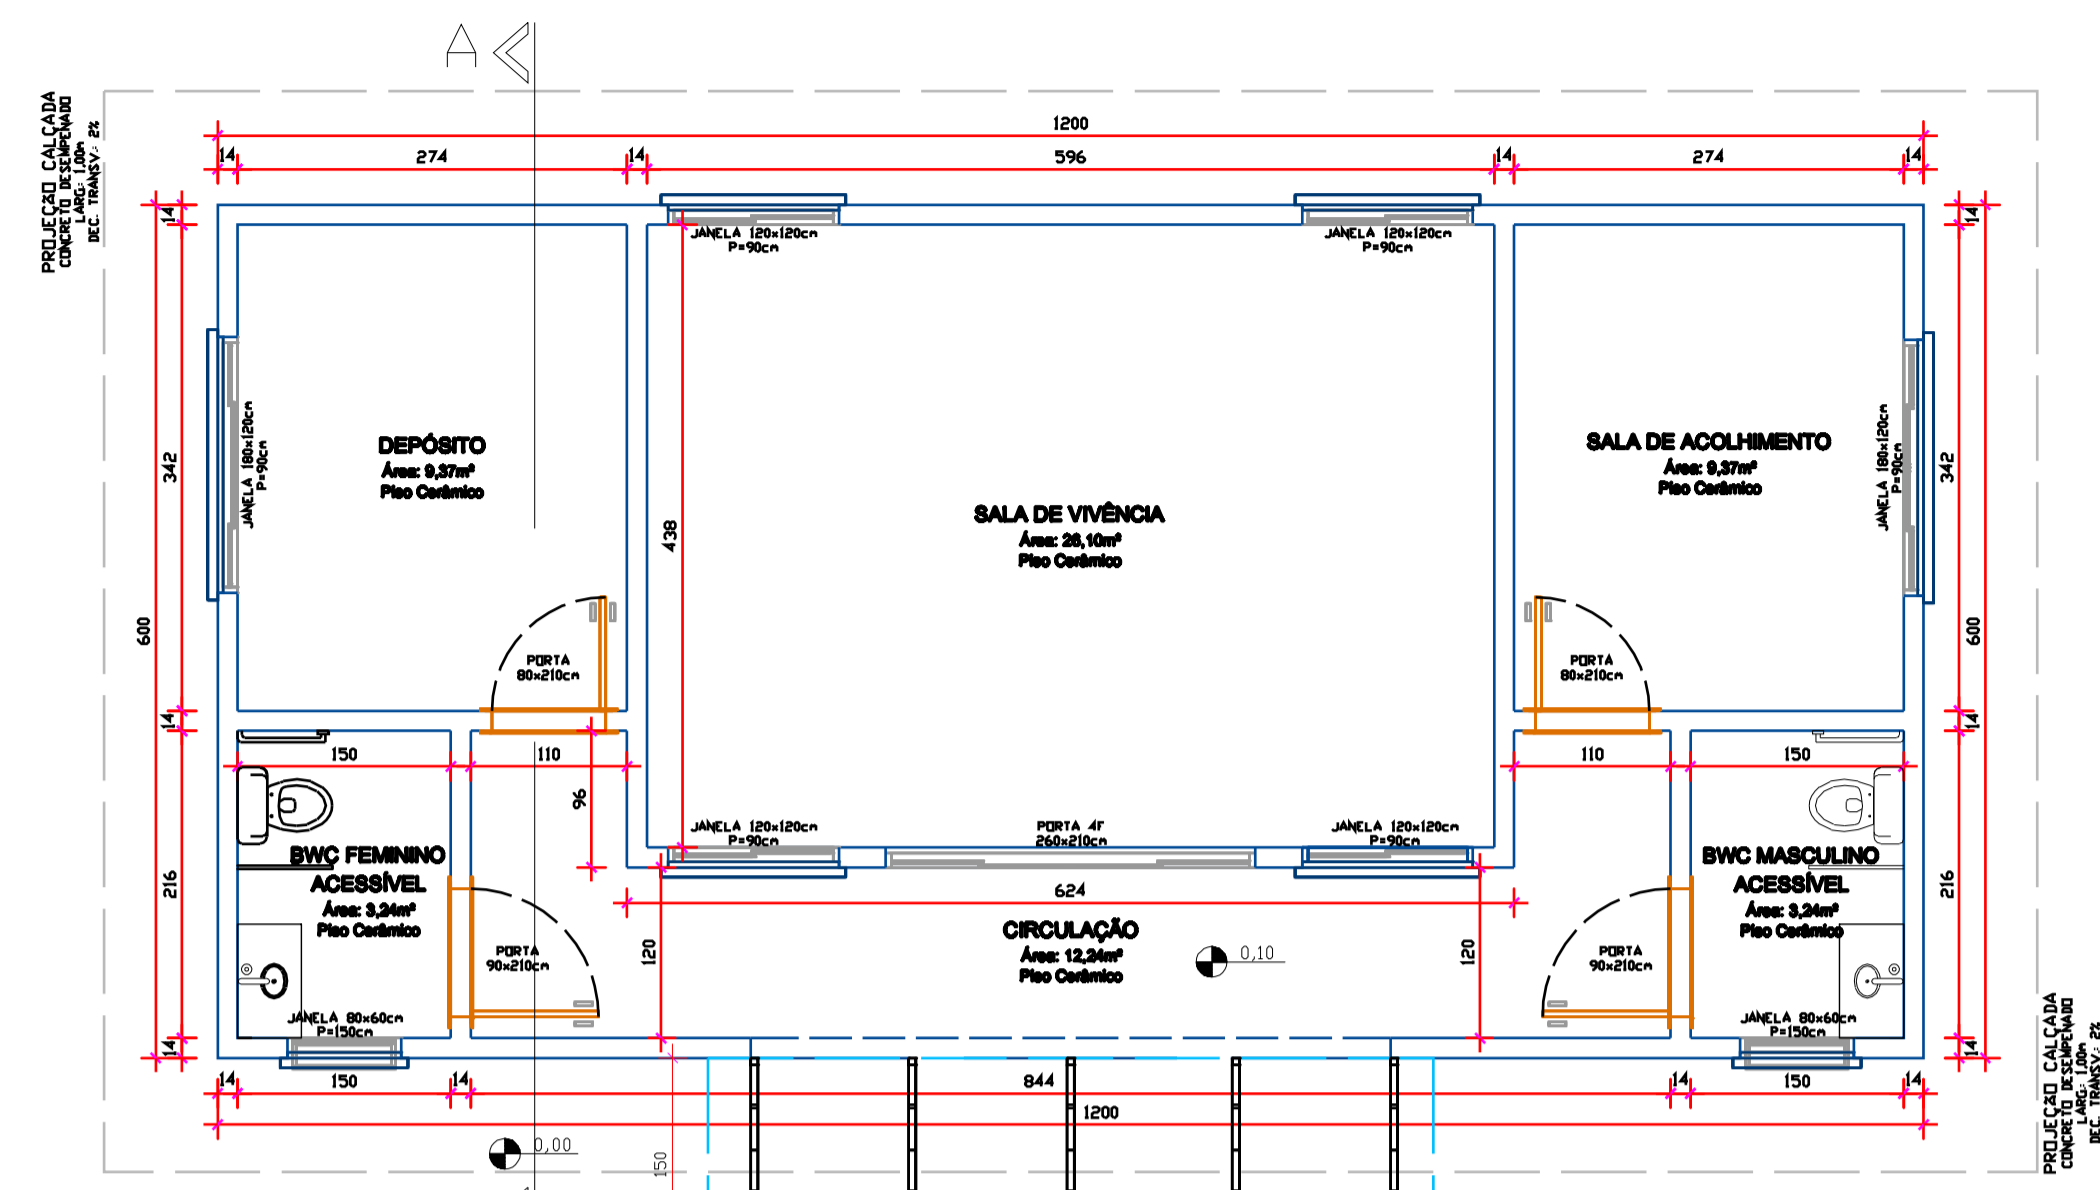 A
PROJEÇÃO CALÇADA
CONCRETO DESEMPENADO
LARG: 1,00m
DEC. TRANSV.: 2%
1200
14
274
14
596
14
274
14
14
14
JANELA 120x120cm
P=90cm
JANELA 120x120cm
P=90cm
342
600
JANELA 180x120cm
P=90cm
DEPÓSITO
Área: 9,37m²
Piso Cerâmico
438
SALA DE VIVÊNCIA
Área: 26,10m²
Piso Cerâmico
SALA DE ACOLHIMENTO
Área: 9,37m²
Piso Cerâmico
JANELA 180x120cm
P=90cm
342
600
PORTA
80x210cm
PORTA
80x210cm
14
14
150
110
110
150
96
JANELA 120x120cm
P=90cm
PORTA 4F
260x210cm
JANELA 120x120cm
P=90cm
216
BWC FEMININO
ACESSÍVEL
Área: 3,24m²
Piso Cerâmico
624
BWC MASCULINO
ACESSÍVEL
Área: 3,24m²
Piso Cerâmico
216
PORTA
90x210cm
120
CIRCULAÇÃO
Área: 12,24m²
Piso Cerâmico
0,10
120
PORTA
90x210cm
JANELA 80x60cm
P=150cm
JANELA 80x60cm
P=150cm
14
14
14
150
14
844
14
150
14
1200
0,00
150
PROJEÇÃO CALÇADA
CONCRETO DESEMPENADO
LARG: 1,00m
DEC. TRANSV.: 2%